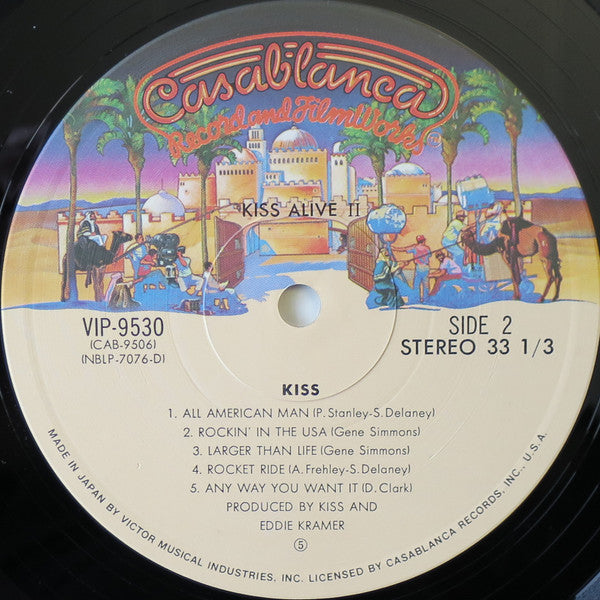 Casablanca
Record and FilmWorks
®
KISS ALIVE II
VIP-9530
(CAB-9506)
(NBLP-7076-D)
SIDE 2
STEREO 33 1/3
KISS
1. ALL AMERICAN MAN (P. Stanley-S. Delaney)
2. ROCKIN' IN THE USA (Gene Simmons)
3. LARGER THAN LIFE (Gene Simmons)
4. ROCKET RIDE (A. Frehley-S. Delaney)
5. ANY WAY YOU WANT IT (D. Clark)
PRODUCED BY KISS AND
EDDIE KRAMER
⑤
MADE IN JAPAN BY VICTOR MUSICAL INDUSTRIES, INC. LICENSED BY CASABLANCA RECORDS, INC., U.S.A.